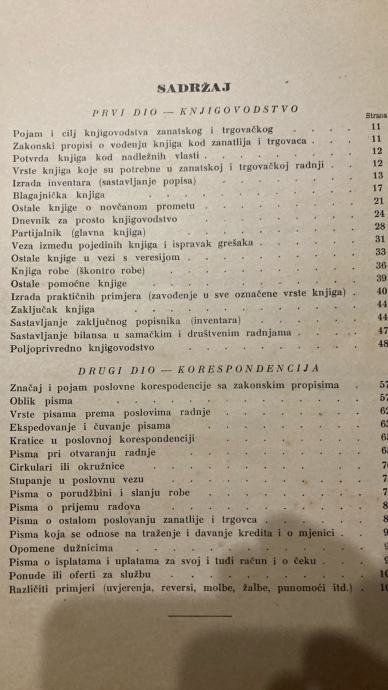 SADRŽAJ
PRVI DIO — KNJIGOVODSTVO
Strana
Pojam i cilj knjigovodstva zanatskog i trgovačkog . . . 11
Zakonski propisi o vođenju knjiga kod zanatlija i trgovaca . . 11
Potvrda knjiga kod nadležnih vlasti . . . . 12
Vrste knjiga koje su potrebne u zanatskoj i trgovačkoj radnji . . 12
Izrada inventara (sastavljanje popisa) . . . . 13
Blagajnička knjiga . . . . 17
Ostale knjige o novčanom prometu . . . . 21
Dnevnik za prosto knjigovodstvo . . . . 24
Partijalnik (glavna knjiga) . . . . 28
Veza između pojedinih knjiga i ispravak grešaka . . . . 31
Ostale knjige u vezi s veresijom . . . . 33
Knjiga robe (škontro robe) . . . . 36
Ostale pomoćne knjige . . . . 39
Izrada praktičnih primjera (zavođenje u sve označene vrste knjiga) . 40
Zaključak knjiga . . . . 44
Sastavljanje zaključnog popisnika (inventara) . . . . 44
Sastavljanje bilansa u samačkim i društvenim radnjama . . . 47
Poljoprivredno knjigovodstvo . . . . 48
DRUGI DIO — KORESPONDENCIJA
Značaj i pojam poslovne korespodencije sa zakonskim propisima . . 57
Oblik pisma . . . . 57
Vrste pisama prema poslovima radnje . . . .
Ekspedovanje i čuvanje pisama . . . .
Kratice u poslovnoj korespondenciji . . . .
Pisma pri otvaranju radnje . . . .
Cirkulari ili okružnice . . . .
Stupanje u poslovnu vezu . . . .
Pisma o porudžbini i slanju robe . . . .
Pisma o prijemu radova . . . .
Pisma o ostalom poslovanju zanatlije i trgovca . . . .
Pisma koja se odnose na traženje i davanje kredita i o mjenici . .
Opomene dužnicima . . . .
Pisma o isplatama i uplatama za svoj i tuđi račun i o čeku . . .
Ponude ili oferti za službu . . . .
Različiti primjeri (uvjerenja, reversi, molbe, žalbe, punomoći itd.) .